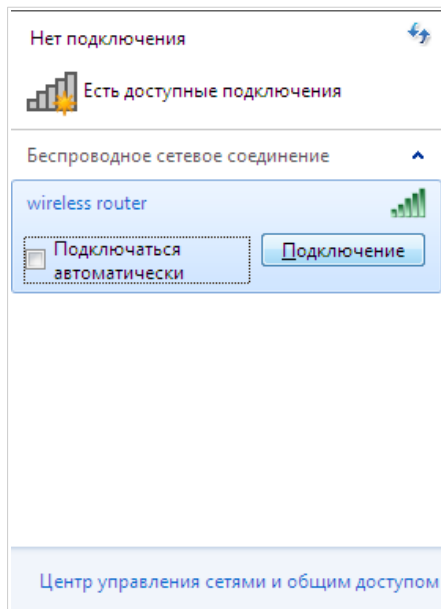 Нет подключения
Есть доступные подключения
Беспроводное сетевое соединение
wireless router
Подключаться
автоматически
Подключение
Центр управления сетями и общим доступом